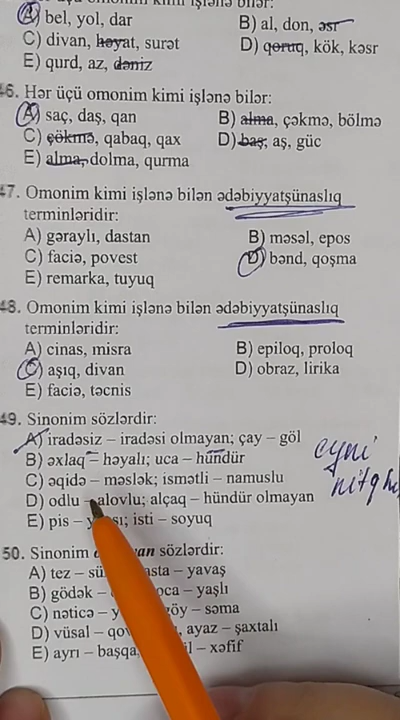 A) bel, yol, dar
B) al, don, əsr
C) divan, həyat, surət
D) qoruq, kök, kəsr
E) qurd, az, dəniz
46. Hər üçü omonim kimi işlənə bilər:
A) saç, daş, qan
B) alma, çəkmə, bölmə
C) çökmə, qabaq, qax
D) baş, aş, güc
E) alma, dolma, qurma
47. Omonim kimi işlənə bilən ədəbiyyatşünaslıq
terminləridir:
A) gəraylı, dastan
B) məsəl, epos
C) faciə, povest
D) bənd, qoşma
E) remarka, tuyuq
48. Omonim kimi işlənə bilən ədəbiyyatşünaslıq
terminləridir:
A) cinas, misra
B) epiloq, proloq
C) aşıq, divan
D) obraz, lirika
E) faciə, təcnis
49. Sinonim sözlərdir:
A) iradəsiz – iradəsi olmayan; çay – göl
B) əxlaq – həyalı; uca – hündür
C) əqidə – məslək; ismətli – namuslu
D) odlu – alovlu; alçaq – hündür olmayan
E) pis – isti – soyuq
eyni
50. Sinonim sözlərdir:
A) tez – – yavaş
B) gödək – – yaşlı
C) nəticə – göy – səma
D) vüsal – ayaz – şaxtalı
E) ayrı – başqa, – xəfif